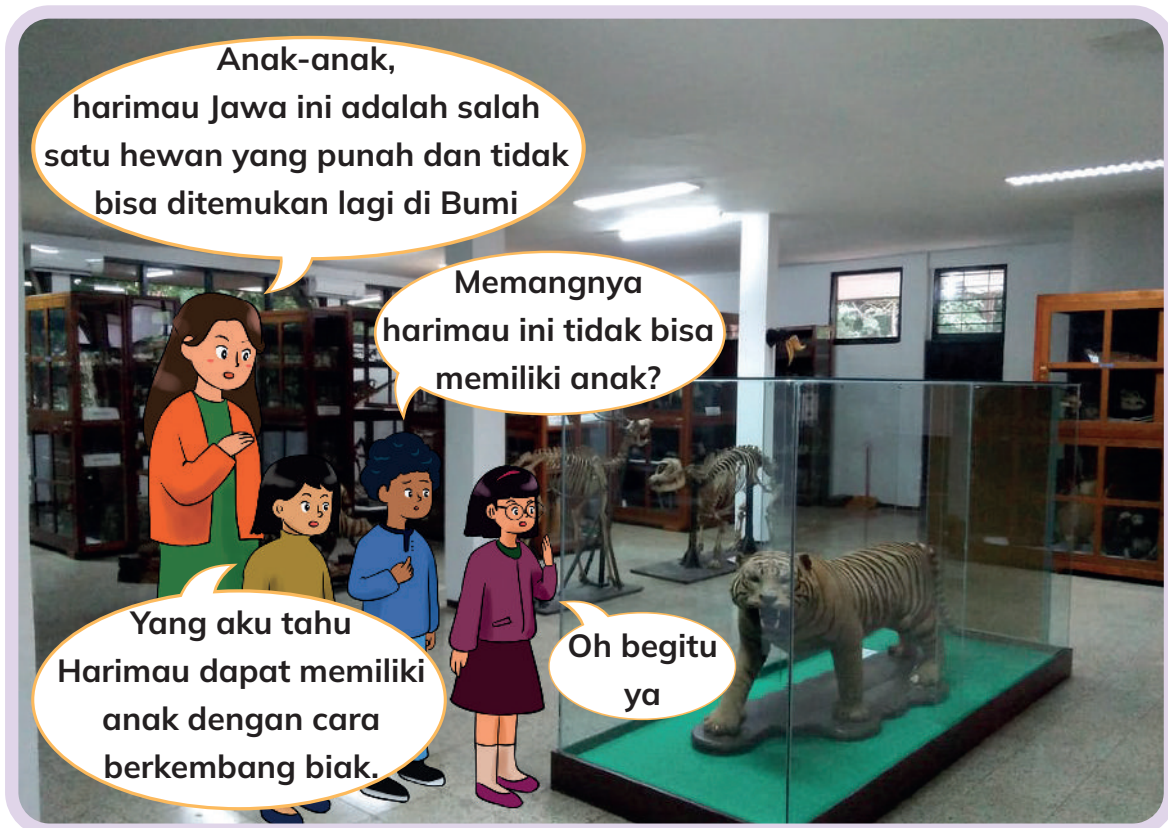 Anak-anak,
harimau Jawa ini adalah salah
satu hewan yang punah dan tidak
bisa ditemukan lagi di Bumi
Memangnya
harimau ini tidak bisa
memiliki anak?
Yang aku tahu
Harimau dapat memiliki
anak dengan cara
berkembang biak.
Oh begitu
ya